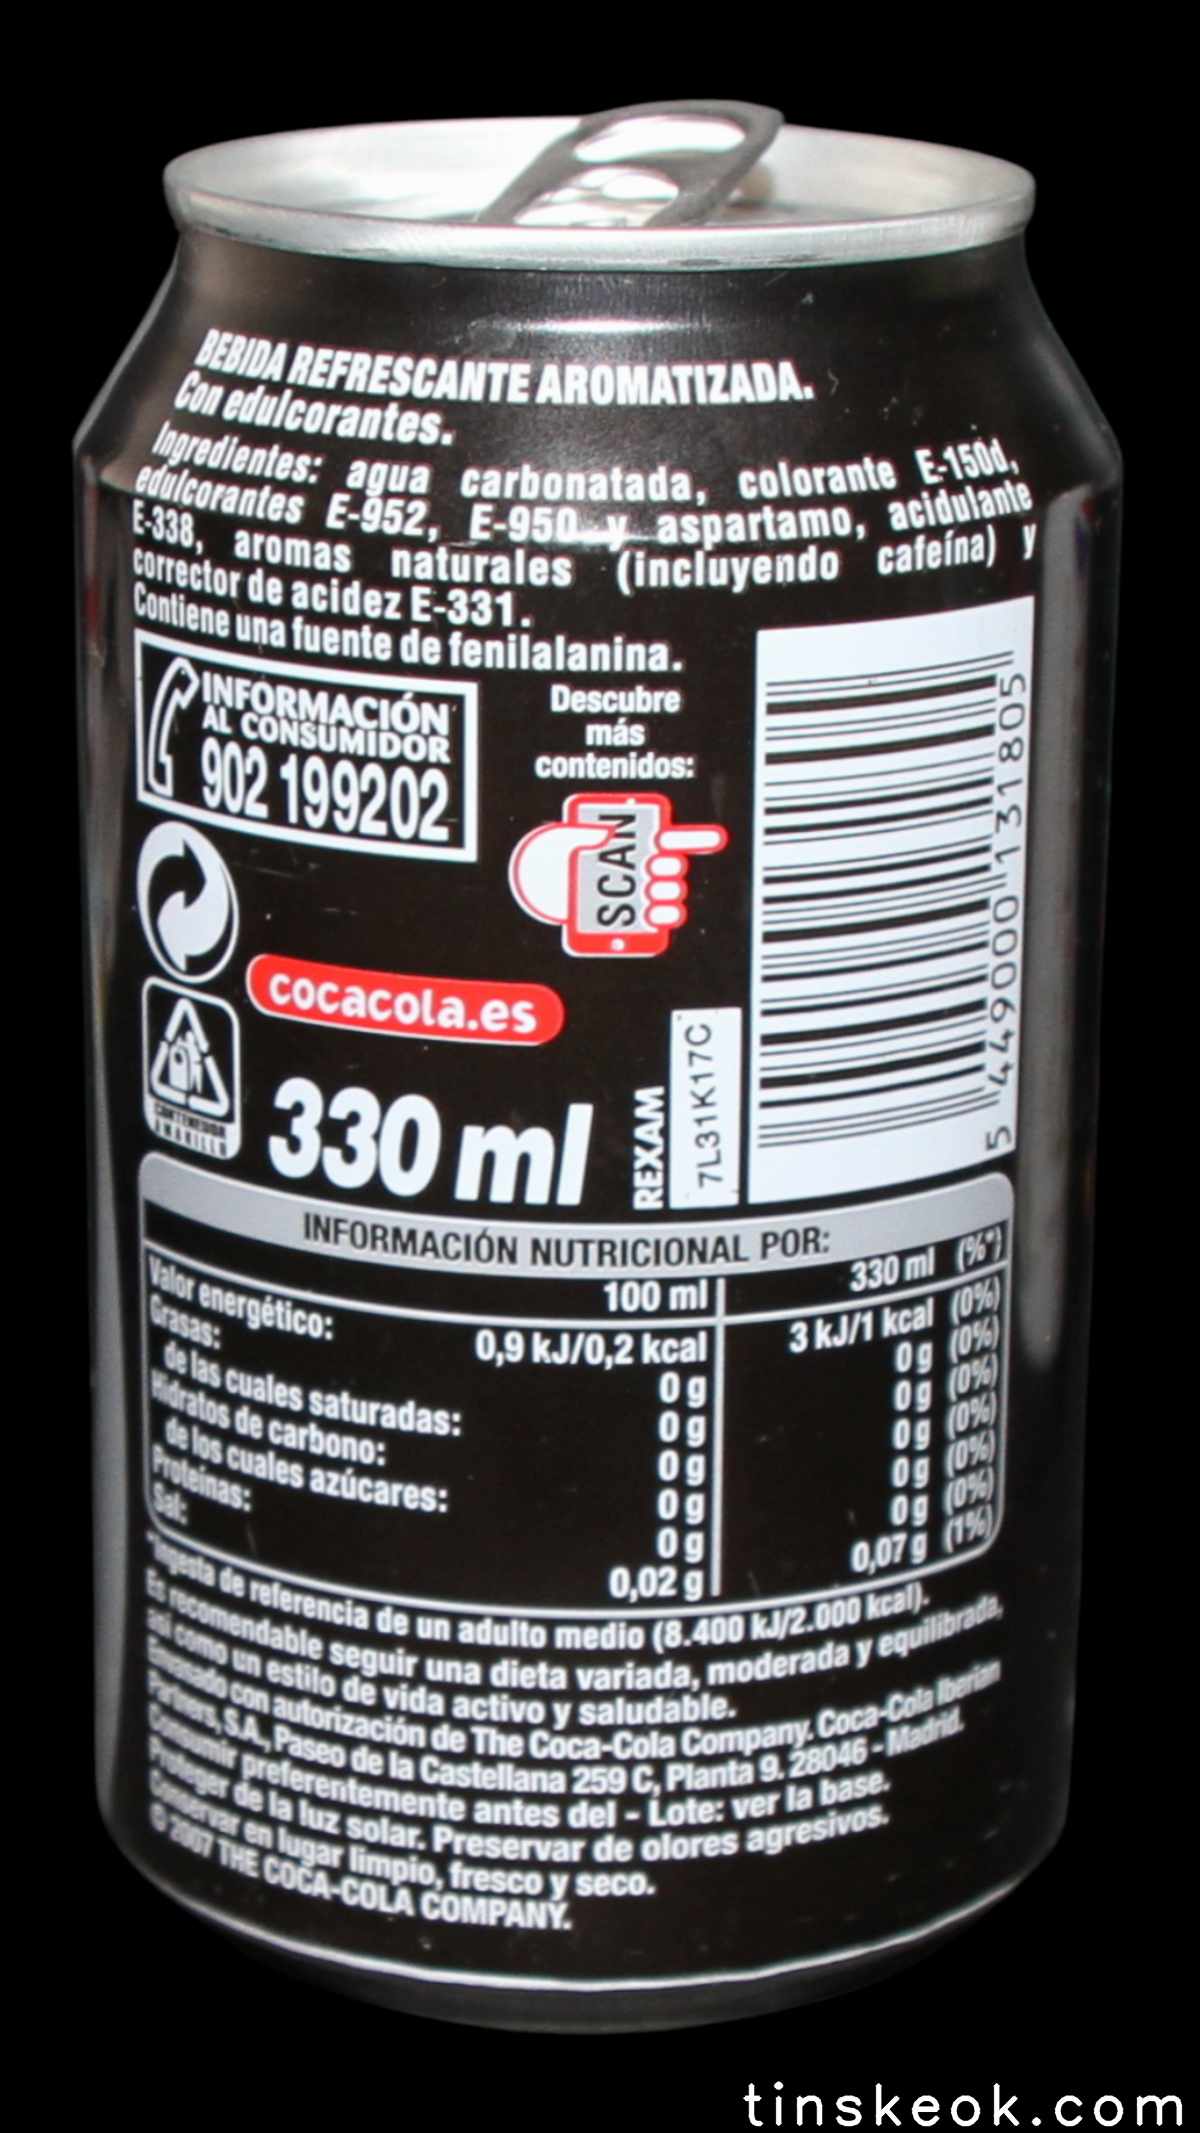 BEBIDA REFRESCANTE AROMATIZADA.
Con edulcorantes.
Ingredientes: agua carbonatada, colorante E-150d,
edulcorantes E-952, E-950 y aspartamo, acidulante
E-338, aromas naturales (incluyendo cafeína) y
corrector de acidez E-331.
Contiene una fuente de fenilalanina.
INFORMACIÓN
AL CONSUMIDOR
902 199202
Descubre
más
contenidos:
SCAN
cocacola.es
330 ml
REXAM
7L31K17C
5 449000 131805
INFORMACIÓN NUTRICIONAL POR:
100 ml 330 ml (%*)
Valor energético: 0,9 kJ/0,2 kcal 3 kJ/1 kcal (0%)
Grasas: 0 g 0 g (0%)
de las cuales saturadas: 0 g 0 g (0%)
Hidratos de carbono: 0 g 0 g (0%)
de los cuales azúcares: 0 g 0 g (0%)
Proteínas: 0 g 0 g (0%)
Sal: 0,02 g 0,07 g (1%)
*Ingesta de referencia de un adulto medio (8.400 kJ/2.000 kcal).
Es recomendable seguir una dieta variada, moderada y equilibrada,
así como un estilo de vida activo y saludable.
Envasado con autorización de The Coca-Cola Company. Coca-Cola Iberian
Partners, S.A., Paseo de la Castellana 259 C, Planta 9. 28046 - Madrid.
Consumir preferentemente antes del - Lote: ver la base.
Proteger de la luz solar. Preservar de olores agresivos.
Conservar en lugar limpio, fresco y seco.
© 2007 THE COCA-COLA COMPANY.
tinskeok.com